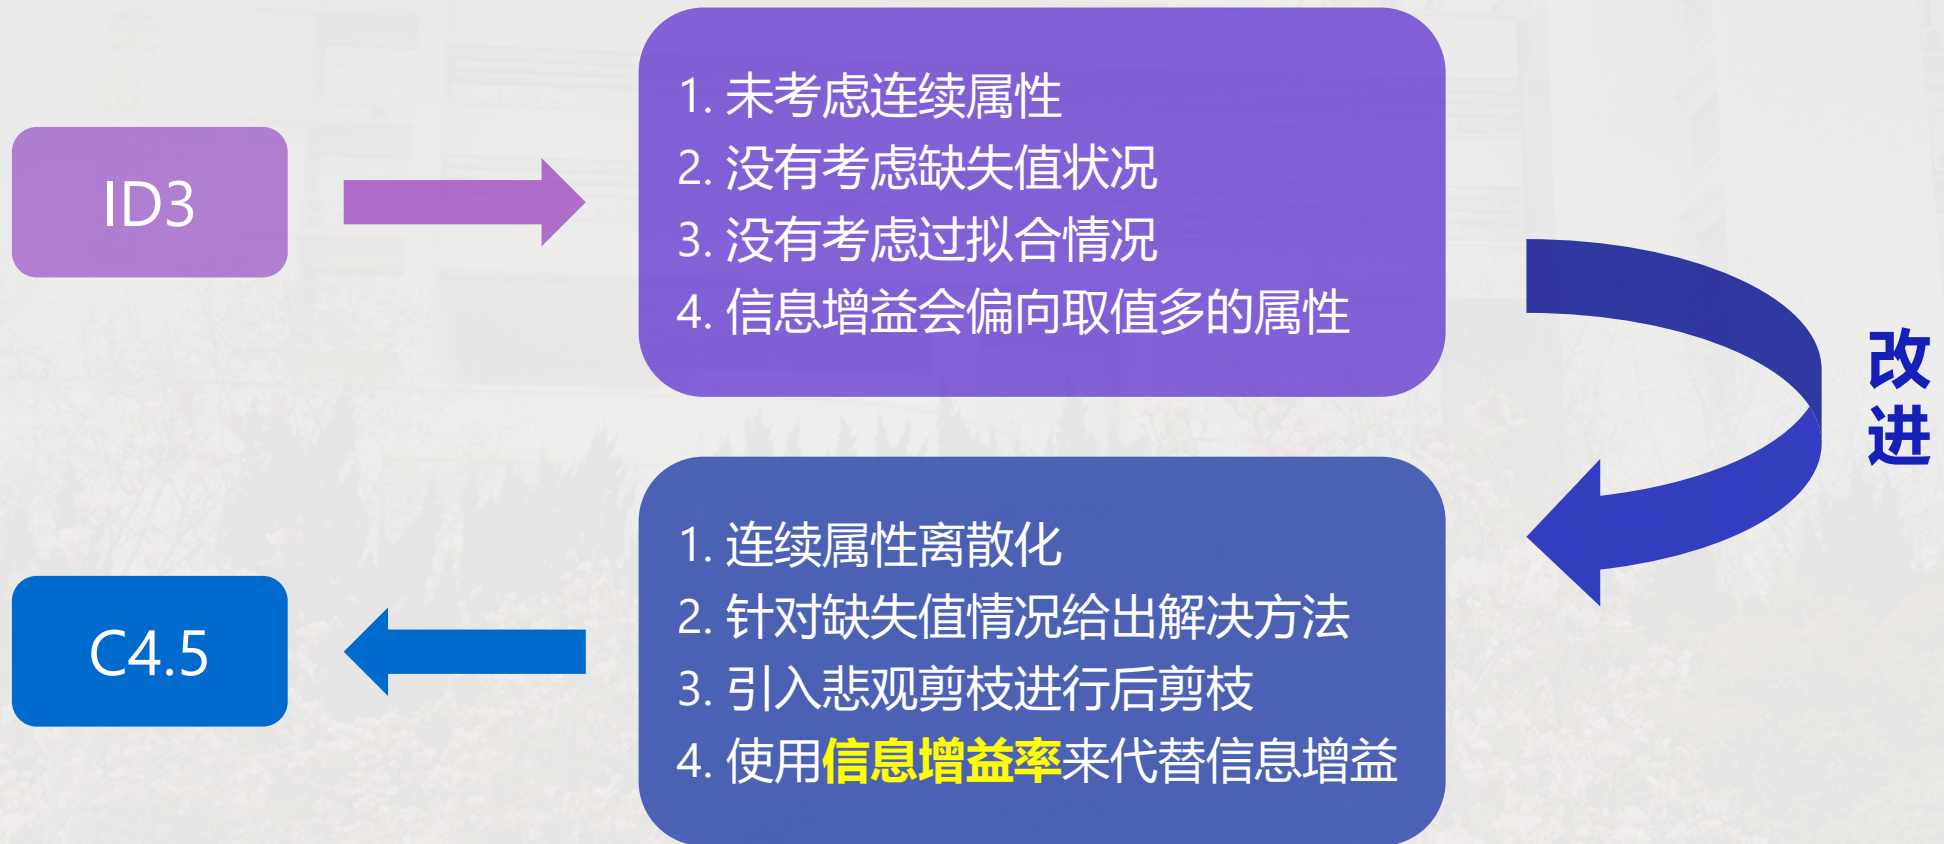 ID3
1. 未考虑连续属性
2. 没有考虑缺失值状况
3. 没有考虑过拟合情况
4. 信息增益会偏向取值多的属性
改
进
C4.5
1. 连续属性离散化
2. 针对缺失值情况给出解决方法
3. 引入悲观剪枝进行后剪枝
4. 使用信息增益率来代替信息增益